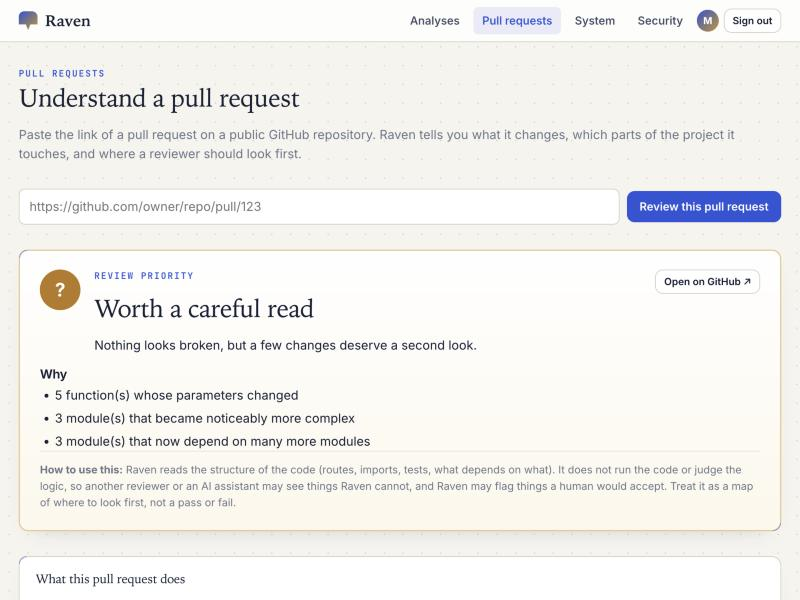 Raven
Analyses
Pull requests
System
Security
M
Sign out
PULL REQUESTS
Understand a pull request
Paste the link of a pull request on a public GitHub repository. Raven tells you what it changes, which parts of the project it
touches, and where a reviewer should look first.
https://github.com/owner/repo/pull/123
Review this pull request
?
REVIEW PRIORITY
Open on GitHub ↗
Worth a careful read
Nothing looks broken, but a few changes deserve a second look.
Why
• 5 function(s) whose parameters changed
• 3 module(s) that became noticeably more complex
• 3 module(s) that now depend on many more modules
How to use this: Raven reads the structure of the code (routes, imports, tests, what depends on what). It does not run the code or judge the
logic, so another reviewer or an AI assistant may see things Raven cannot, and Raven may flag things a human would accept. Treat it as a map
of where to look first, not a pass or fail.
What this pull request does